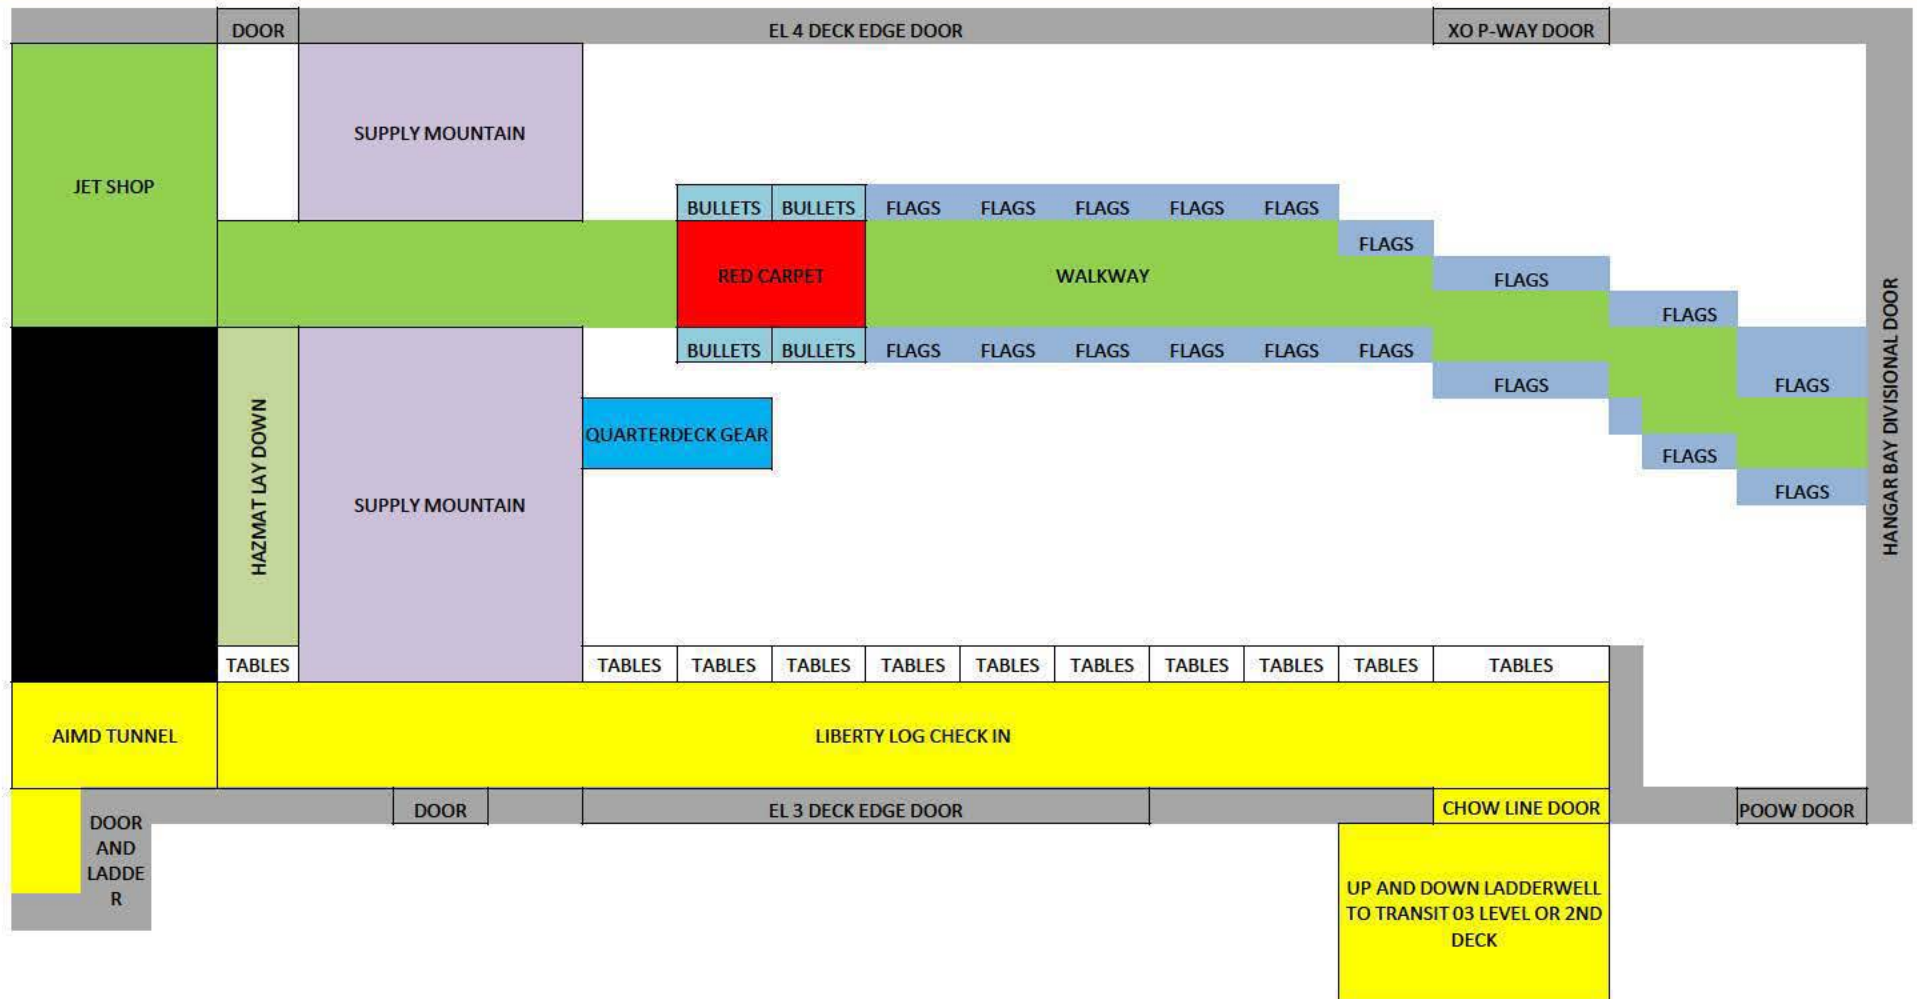 DOOR
EL 4 DECK EDGE DOOR
XO P-WAY DOOR
SUPPLY MOUNTAIN
JET SHOP
BULLETS
BULLETS
FLAGS
FLAGS
FLAGS
FLAGS
FLAGS
FLAGS
RED CARPET
WALKWAY
FLAGS
FLAGS
BULLETS
BULLETS
FLAGS
FLAGS
FLAGS
FLAGS
FLAGS
FLAGS
FLAGS
FLAGS
HANGAR BAY DIVISIONAL DOOR
QUARTERDECK GEAR
FLAGS
FLAGS
HAZMAT LAY DOWN
SUPPLY MOUNTAIN
TABLES
TABLES
TABLES
TABLES
TABLES
TABLES
TABLES
TABLES
TABLES
TABLES
TABLES
AIMD TUNNEL
LIBERTY LOG CHECK IN
DOOR
EL 3 DECK EDGE DOOR
CHOW LINE DOOR
POOW DOOR
DOOR
AND
LADDE
R
UP AND DOWN LADDERWELL
TO TRANSIT 03 LEVEL OR 2ND
DECK